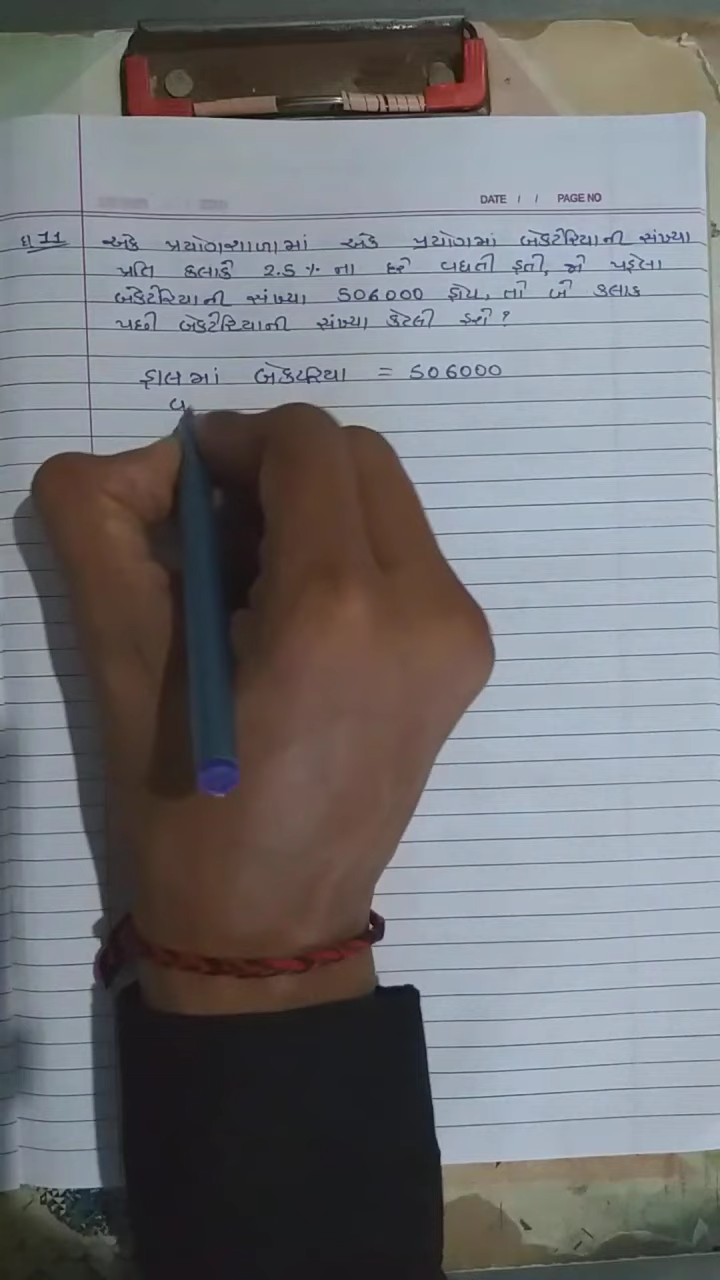 DATE / / PAGE NO
દા 11 એક પ્રયોગશાળામાં એક પ્રયોગમાં બેક્ટેરિયાની સંખ્યા
પ્રતિ કલાકે 2.5 % ના દરે વધતી હતી, જો પહેલા
બેક્ટેરિયાની સંખ્યા 506000 હોય, તો બે કલાક
પછી બેક્ટેરિયાની સંખ્યા કેટલી હશે?
હાલમાં = 506000